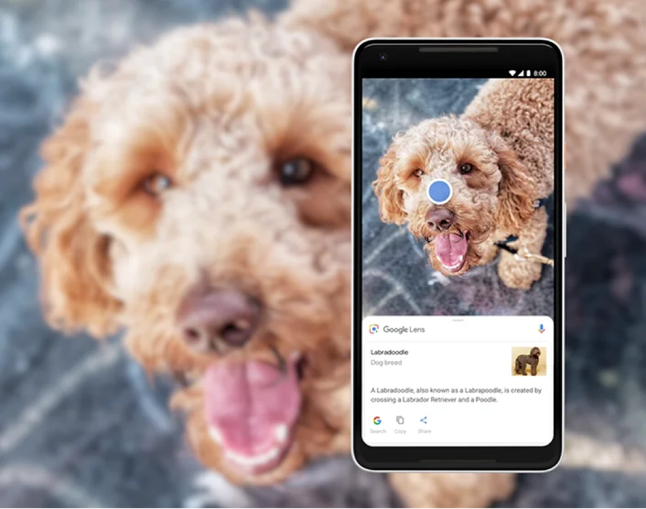 8:00
Google Lens
Labradoodle
Dog breed
A Labradoodle, also known as a Labrapoodle, is created by
crossing a Labrador Retriever and a Poodle.
Search Copy Share